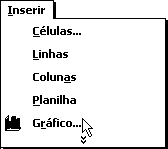 Inserir
Células...
Linhas
Colunas
Planilha
Gráfico...